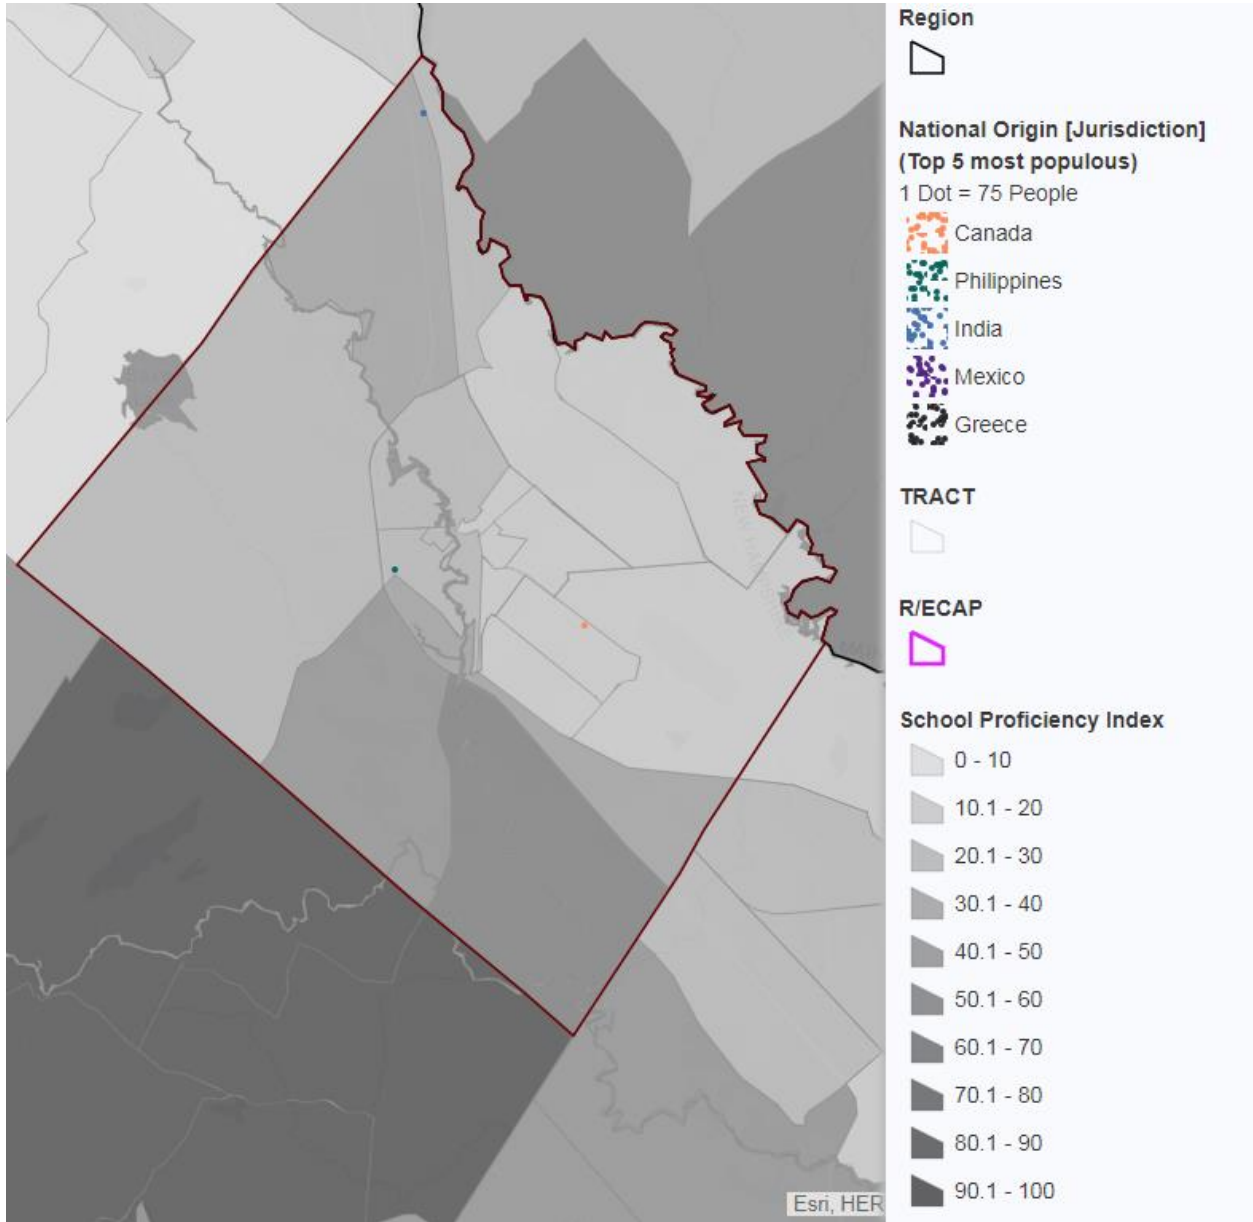 Region
National Origin [Jurisdiction]
(Top 5 most populous)
1 Dot = 75 People
Canada
Philippines
India
Mexico
Greece
TRACT
R/ECAP
School Proficiency Index
0 - 10
10.1 - 20
20.1 - 30
30.1 - 40
40.1 - 50
50.1 - 60
60.1 - 70
70.1 - 80
80.1 - 90
90.1 - 100
Esri, HER